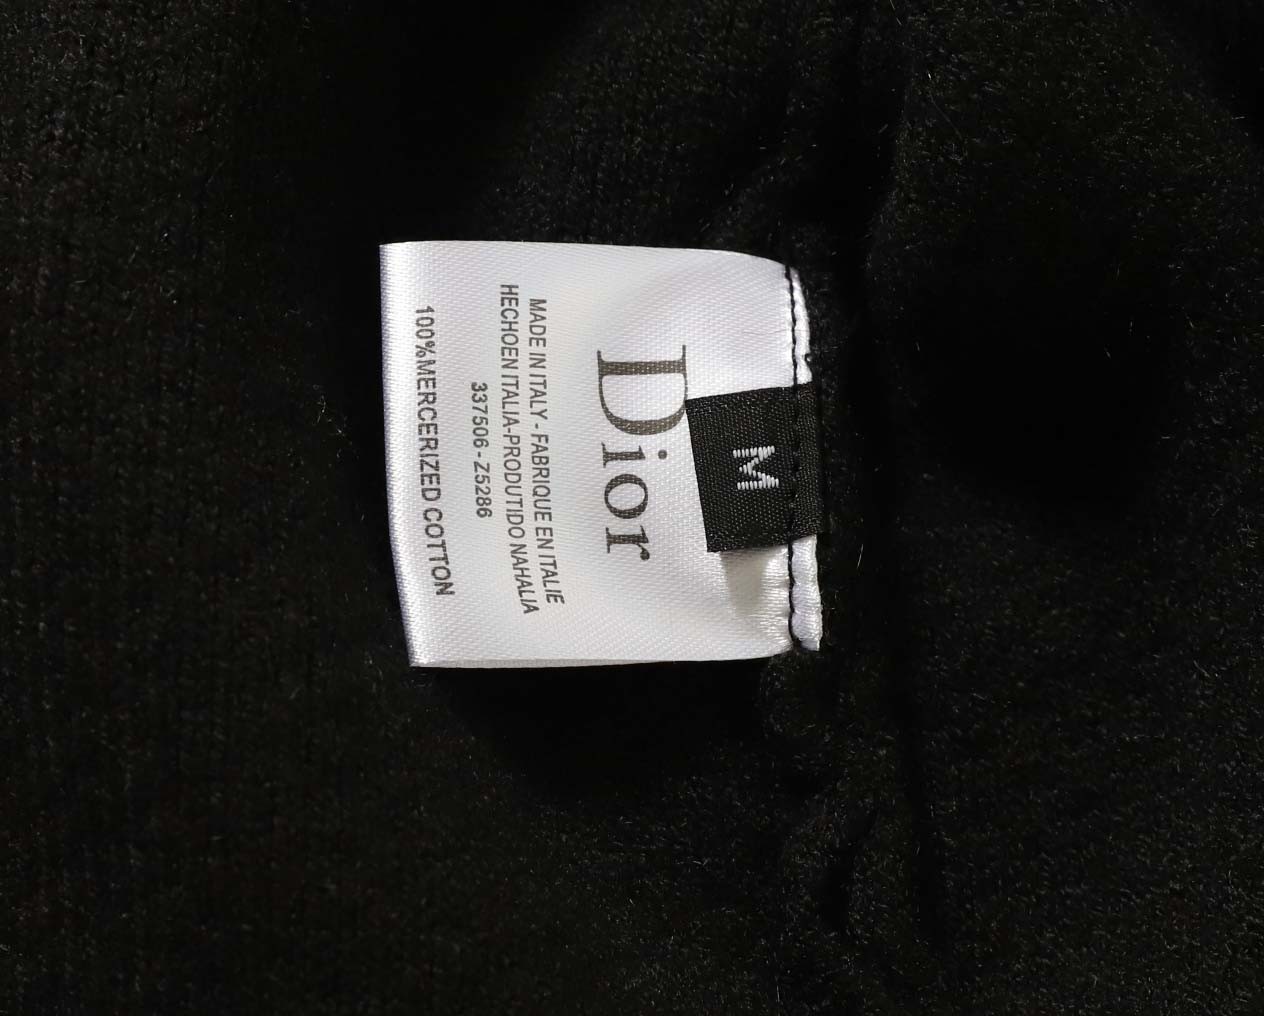 M
Dior
MADE IN ITALY - FABRIQUE EN ITALIE
HECHOEN ITALIA-PRODUTIDO NAHALIA
337506 - Z5286
100%MERCERIZED COTTON